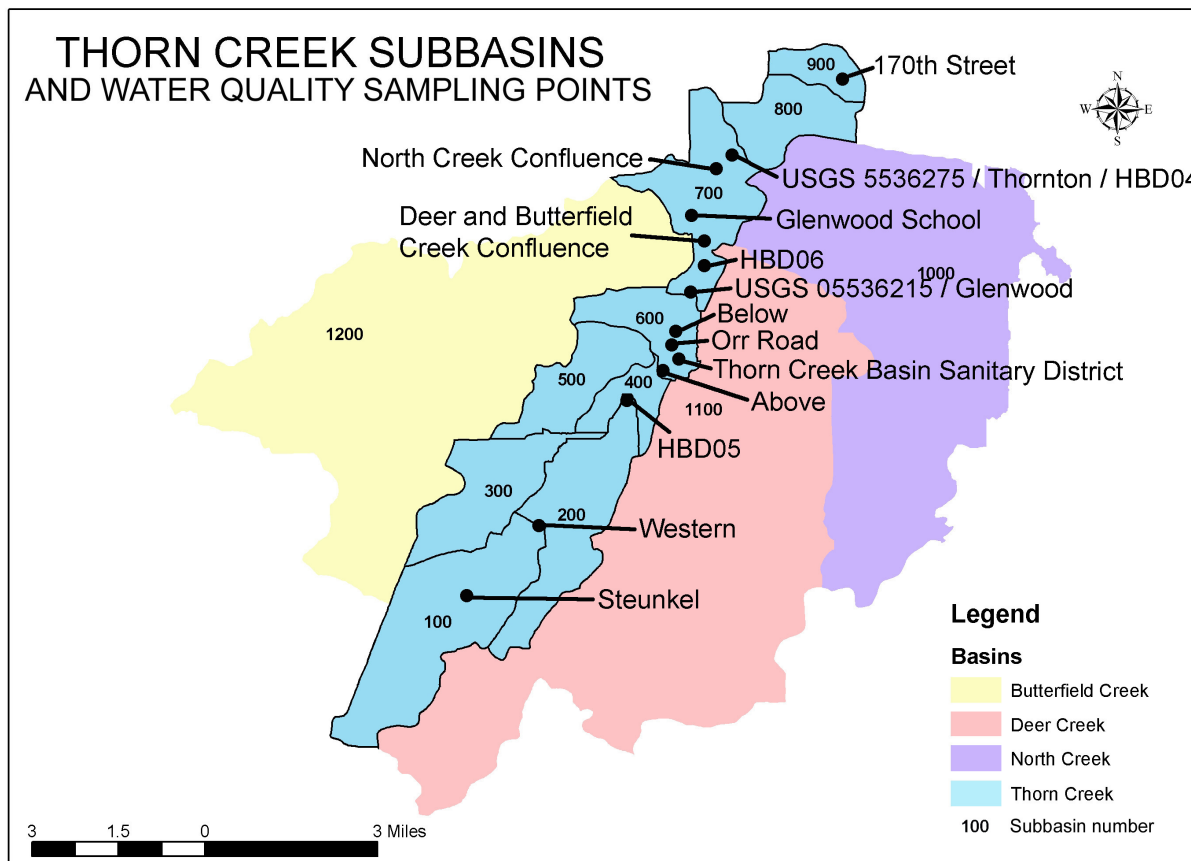 THORN CREEK SUBBASINS
AND WATER QUALITY SAMPLING POINTS
900
170th Street
N
W
E
S
800
North Creek Confluence
USGS 5536275 / Thornton / HBD04
700
Glenwood School
Deer and Butterfield
Creek Confluence
HBD06
1000
USGS 05536215 / Glenwood
1200
600
Below
Orr Road
Thorn Creek Basin Sanitary District
500
400
Above
1100
HBD05
300
200
Western
Steunkel
100
Legend
Basins
Butterfield Creek
Deer Creek
North Creek
Thorn Creek
100 Subbasin number
3 1.5 0 3 Miles